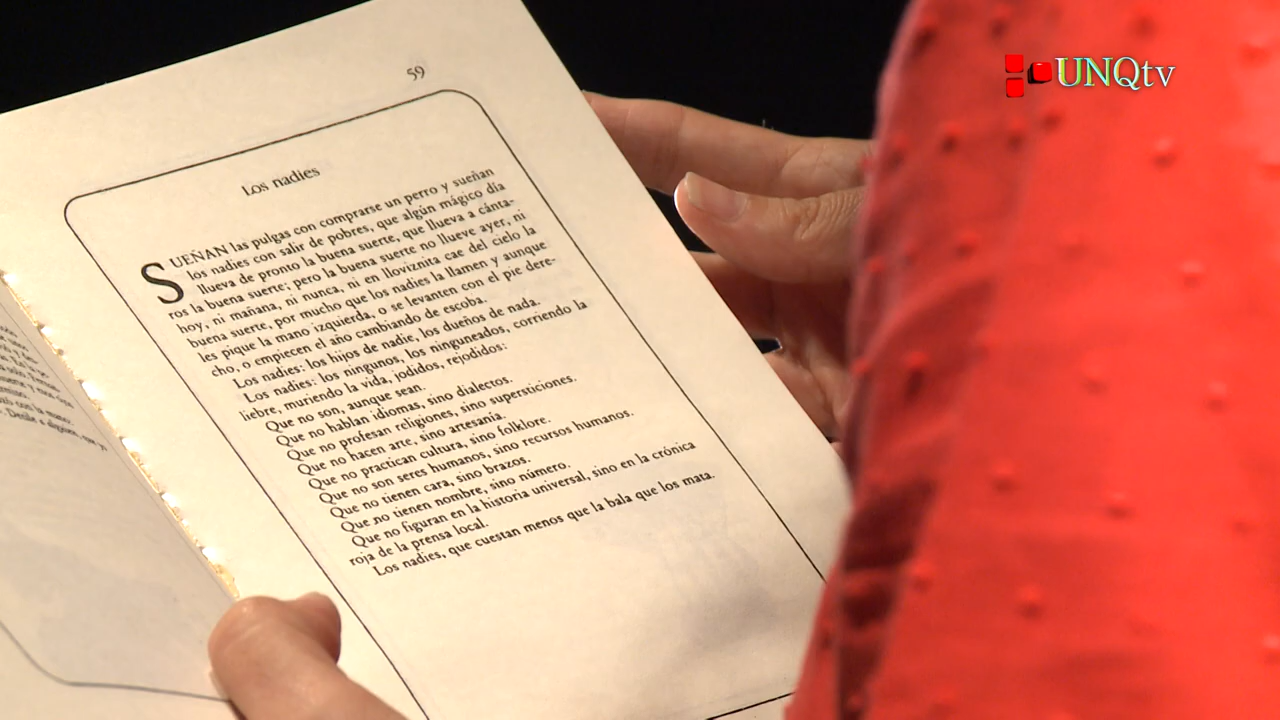 UNQtv
59
Los nadies
SUEÑAN las pulgas con comprarse un perro y sueñan
los nadies con salir de pobres, que algún mágico día
llueva de pronto la buena suerte, que llueva a cánta-
ros la buena suerte; pero la buena suerte no llueve ayer, ni
hoy, ni mañana, ni nunca, ni en lloviznita cae del cielo la
buena suerte, por mucho que los nadies la llamen y aunque
les pique la mano izquierda, o se levanten con el pie dere-
cho, o empiecen el año cambiando de escoba.
Los nadies: los hijos de nadie, los dueños de nada.
Los nadies: los ningunos, los ninguneados, corriendo la
liebre, muriendo la vida, jodidos, rejodidos:
Que no son, aunque sean.
Que no hablan idiomas, sino dialectos.
Que no profesan religiones, sino supersticiones.
Que no hacen arte, sino artesanía.
Que no practican cultura, sino folklore.
Que no son seres humanos, sino recursos humanos.
Que no tienen cara, sino brazos.
Que no tienen nombre, sino número.
Que no figuran en la historia universal, sino en la crónica
roja de la prensa local.
Los nadies, que cuestan menos que la bala que los mata.